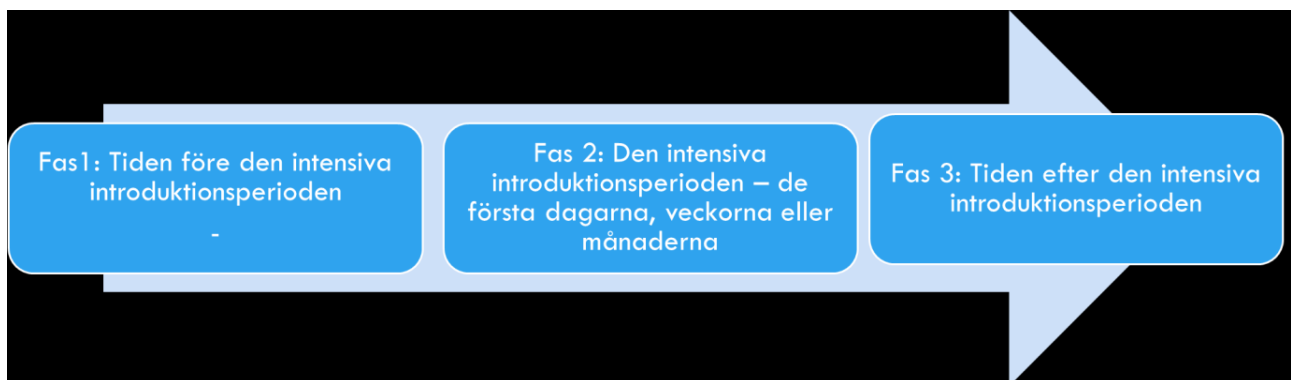 Fas1: Tiden före den intensiva
introduktionsperioden
-
Fas 2: Den intensiva
introduktionsperioden – de
första dagarna, veckorna eller
månaderna
Fas 3: Tiden efter den intensiva
introduktionsperioden